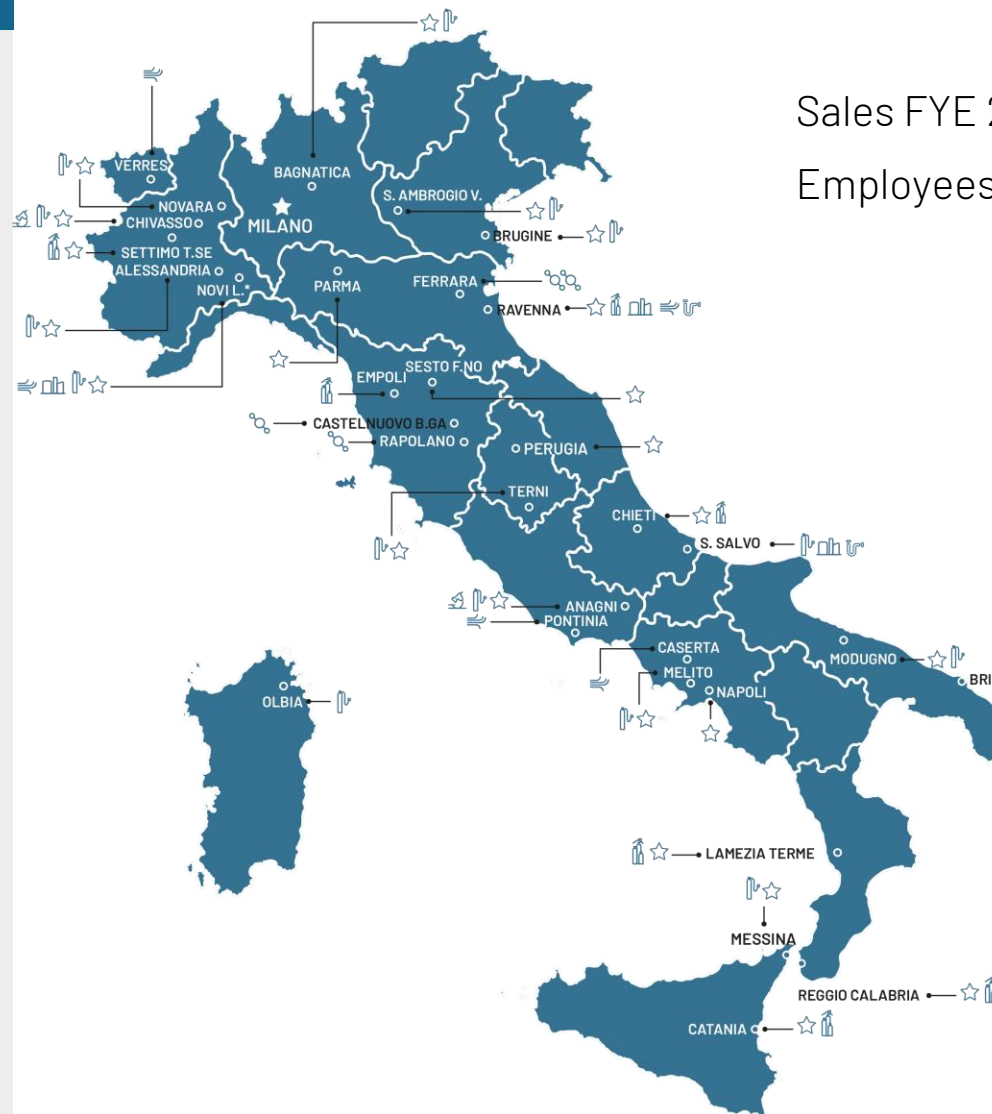 Sales FYE 2
Employees
VERRES
BAGNATICA
NOVARA
S. AMBROGIO V.
CHIVASSO
MILANO
BRUGINE
SETTIMO T.SE
ALESSANDRIA
NOVI L.*
PARMA
FERRARA
RAVENNA
SESTO F.NO
EMPOLI
CASTELNUOVO B.GA
RAPOLANO
PERUGIA
TERNI
CHIETI
S. SALVO
ANAGNI
PONTINIA
CASERTA
MELITO
NAPOLI
MODUGNO
BRI
OLBIA
LAMEZIA TERME
MESSINA
REGGIO CALABRIA
CATANIA